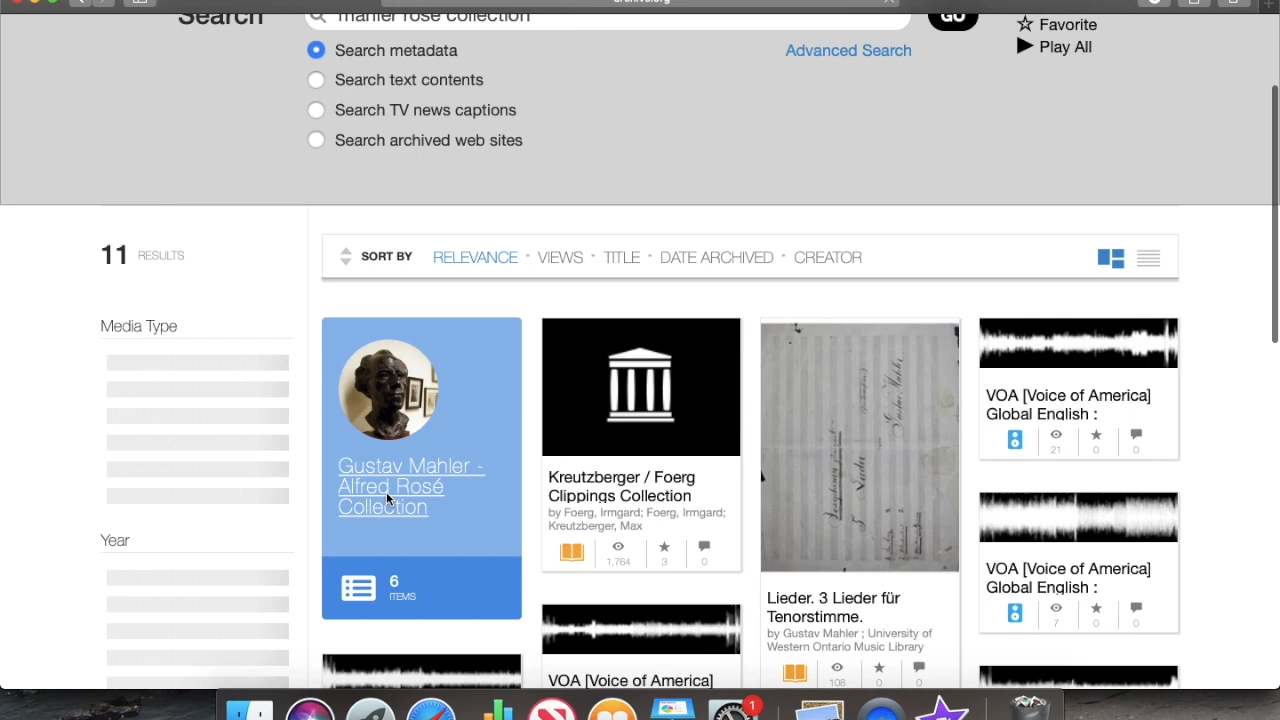 archive.org
Search
mahler rose collection
GO
Favorite
Play All
Search metadata
Advanced Search
Search text contents
Search TV news captions
Search archived web sites
11 RESULTS
SORT BY RELEVANCE · VIEWS · TITLE · DATE ARCHIVED · CREATOR
Media Type
Year
Gustav Mahler -
Alfred Rosé
Collection
6
ITEMS
Kreutzberger / Foerg
Clippings Collection
by Foerg, Irmgard; Foerg, Irmgard;
Kreutzberger, Max
1,764 3 0
VOA [Voice of America]
Lieder. 3 Lieder für
Tenorstimme.
by Gustav Mahler ; University of
Western Ontario Music Library
108 0 0
VOA [Voice of America]
Global English :
21 0 0
VOA [Voice of America]
Global English :
7 0 0
1